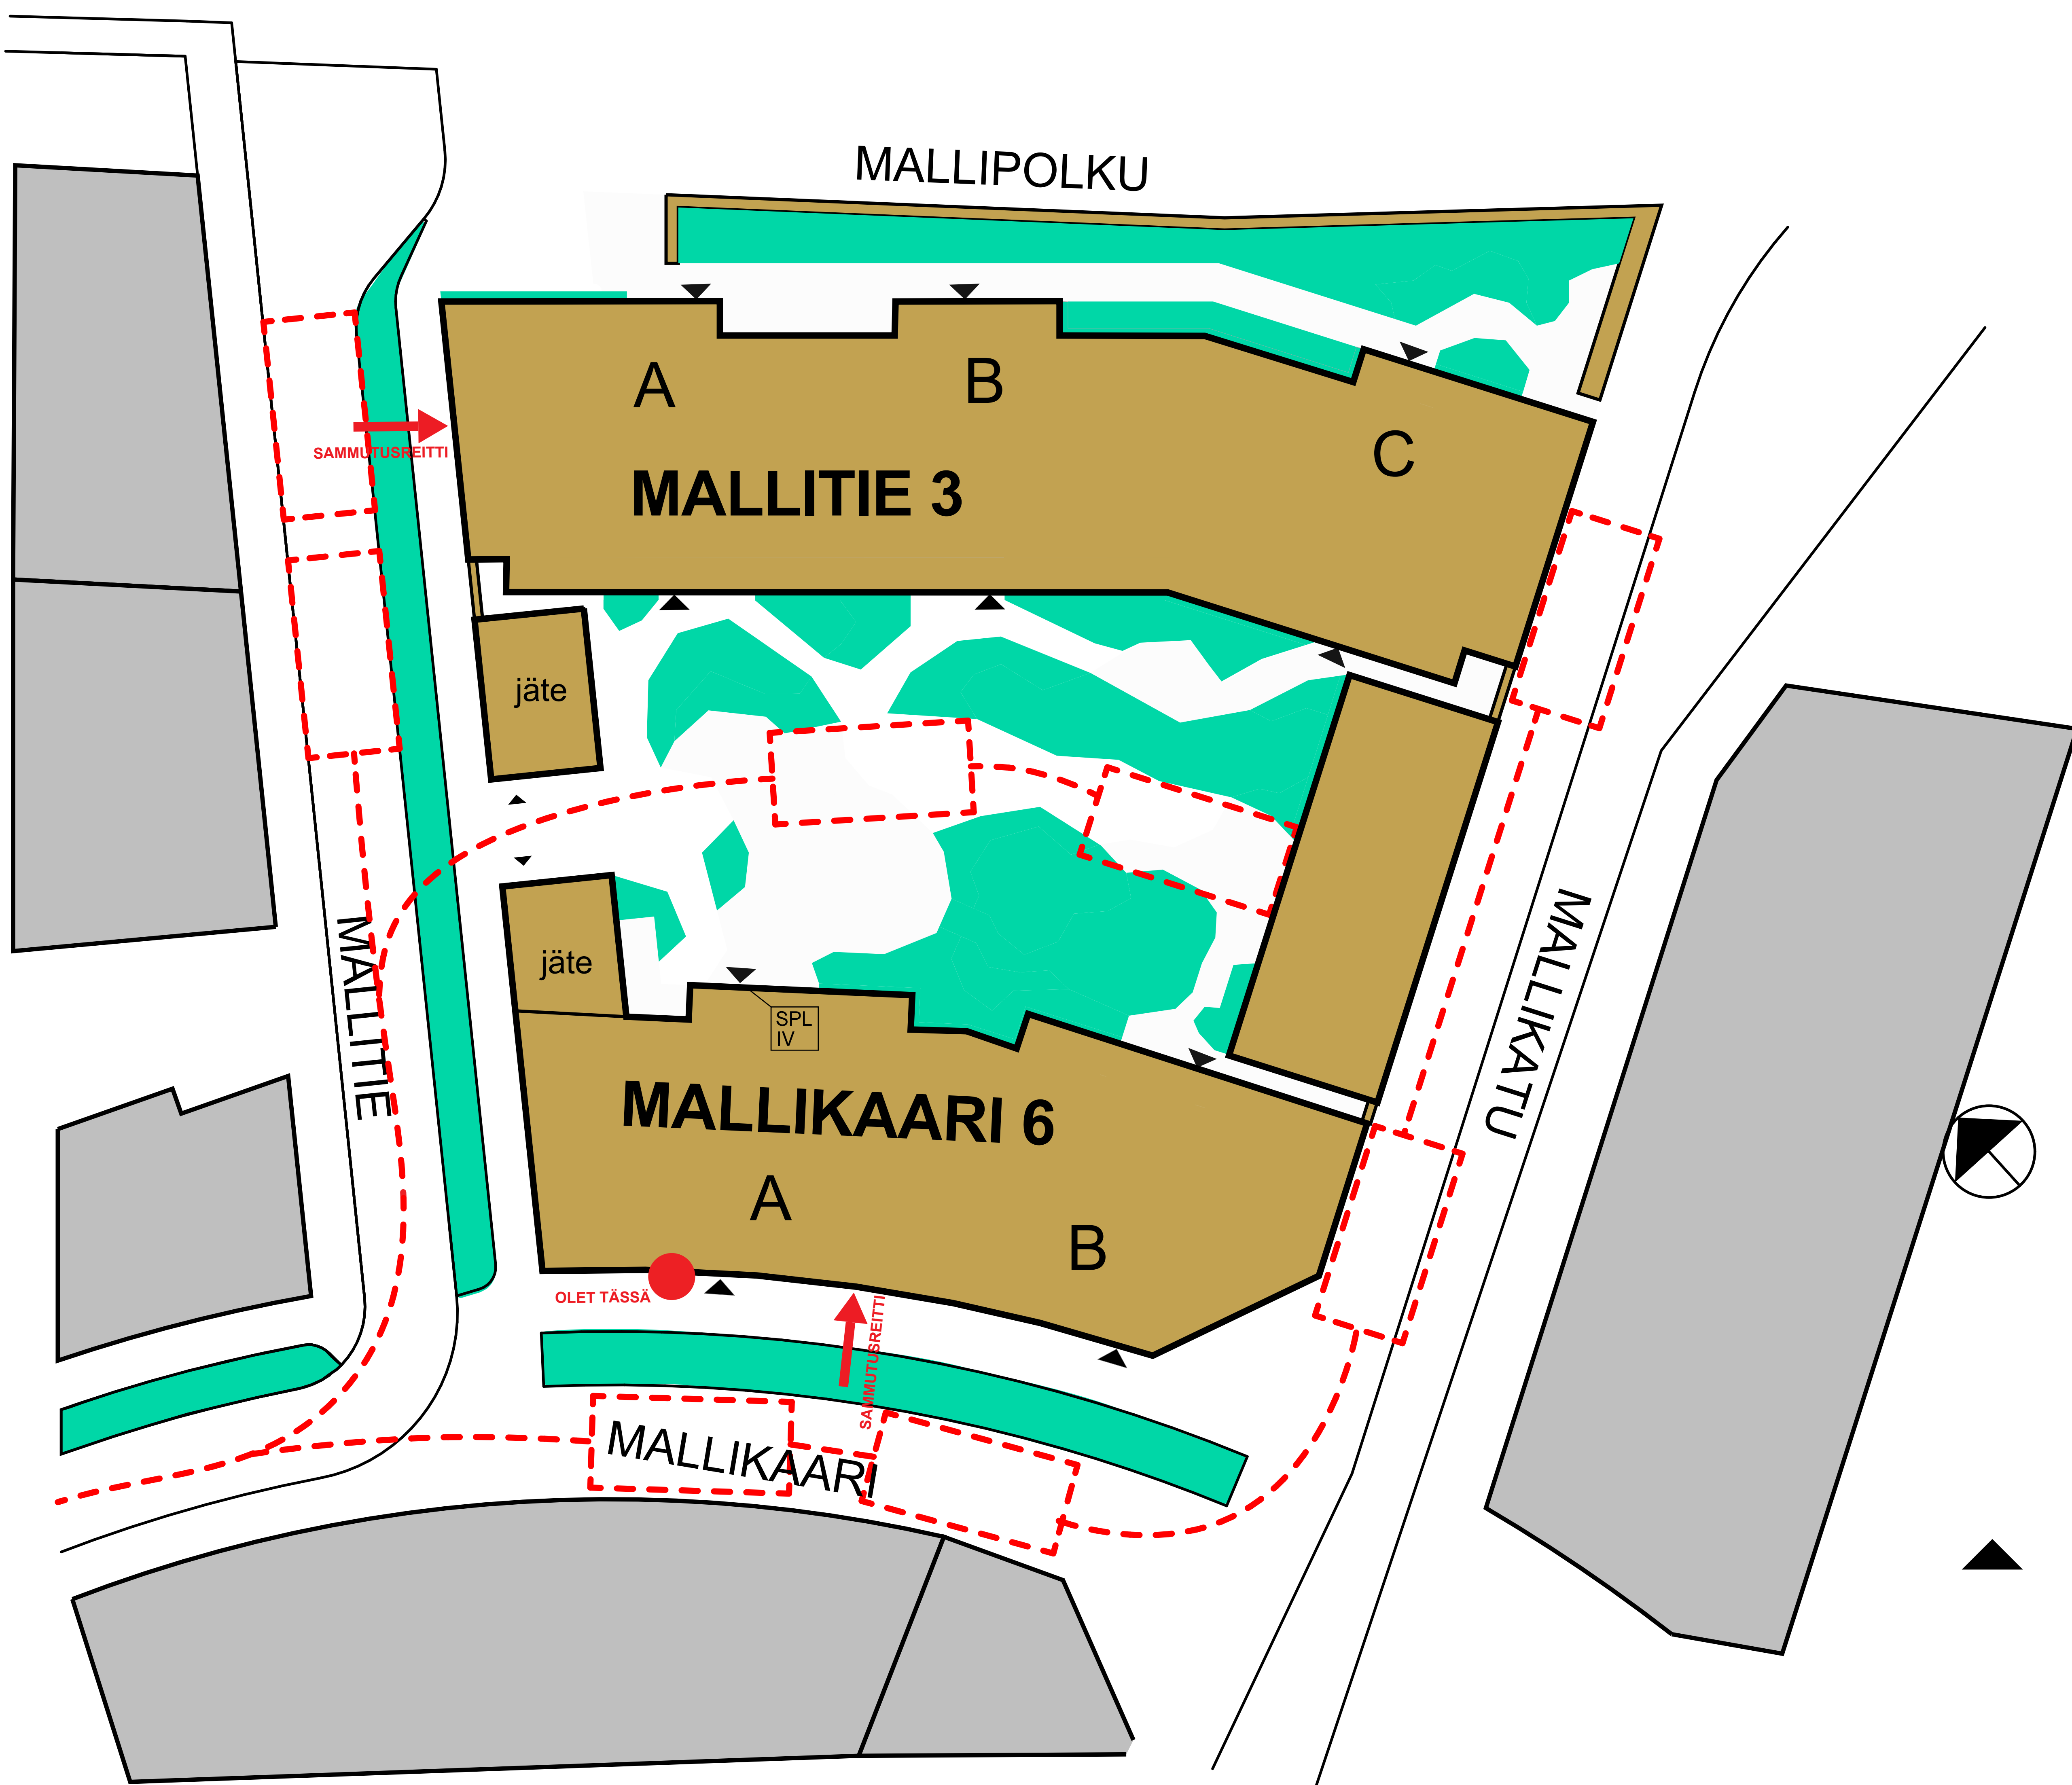 MALLIPOLKU
A
B
C
SAMMUTUSREITTI
MALLITIE 3
jäte
jäte
MALLITIE
MALLIKATU
SPL
IV
MALLIKAARI 6
A
B
OLET TÄSSÄ
SAMMUTUSREITTI
MALLIKAARI